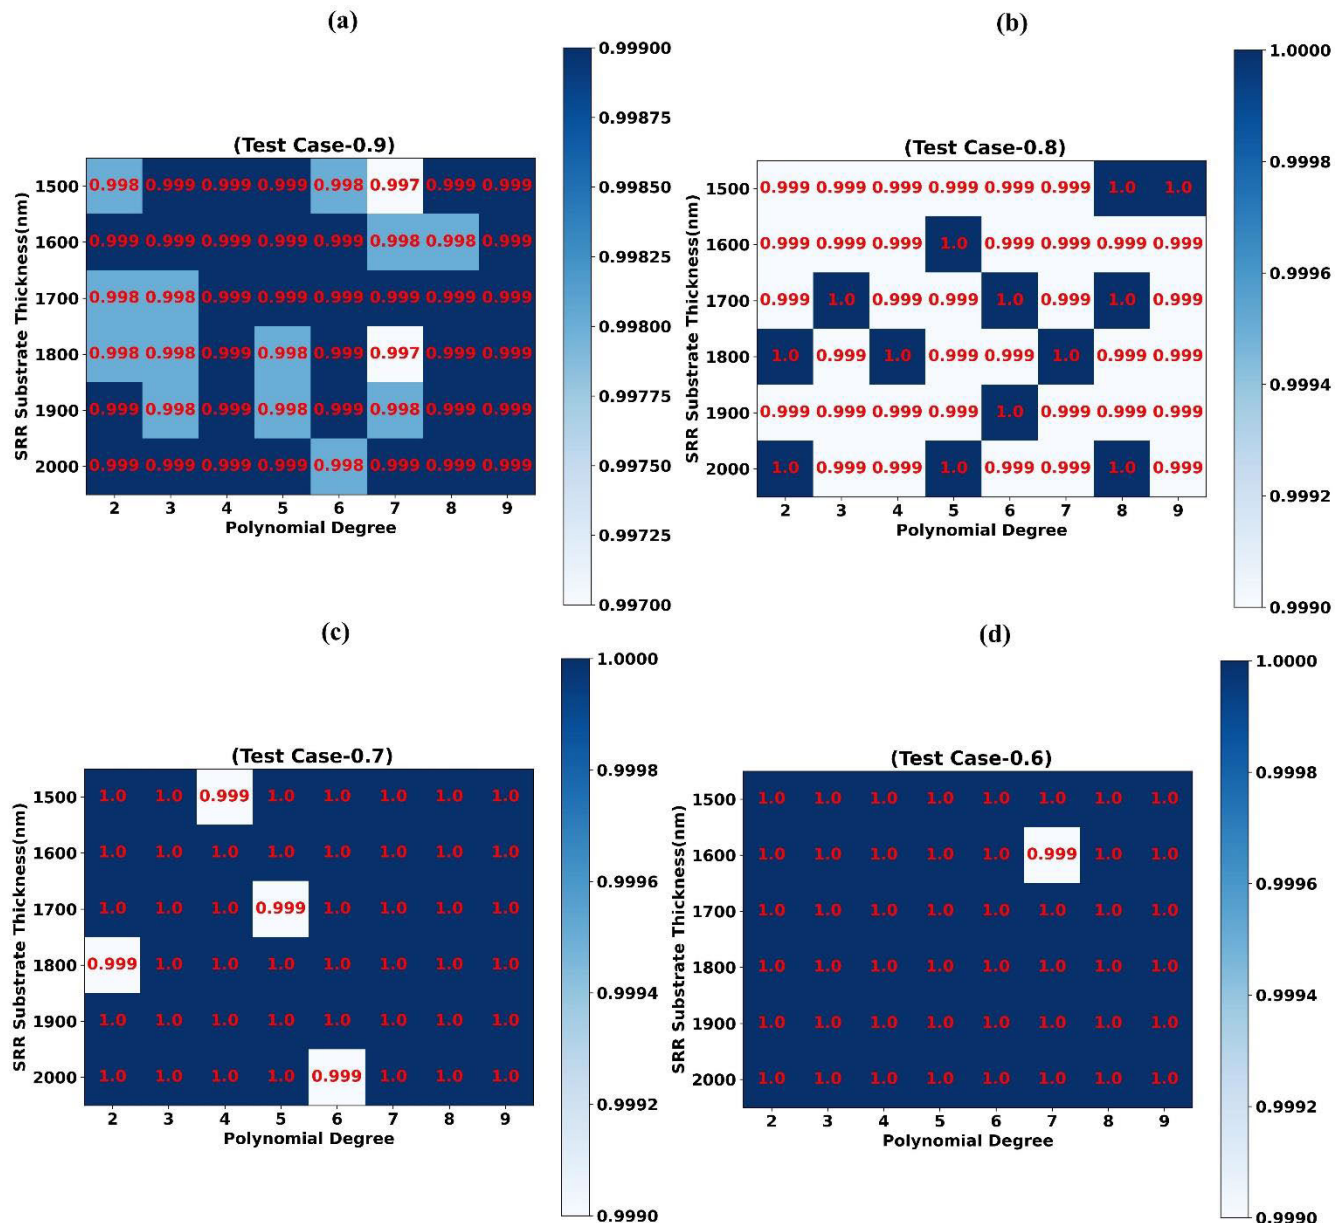 (a)
(Test Case-0.9)
SRR Substrate Thickness(nm)
1500 0.998 0.999 0.999 0.999 0.998 0.997 0.999 0.999
1600 0.999 0.999 0.999 0.999 0.999 0.998 0.998 0.999
1700 0.998 0.998 0.999 0.999 0.999 0.999 0.999 0.999
1800 0.998 0.998 0.999 0.998 0.999 0.997 0.999 0.999
1900 0.999 0.998 0.999 0.998 0.999 0.998 0.999 0.999
2000 0.999 0.999 0.999 0.999 0.998 0.999 0.999 0.999
2 3 4 5 6 7 8 9
Polynomial Degree
0.99900
0.99875
0.99850
0.99825
0.99800
0.99775
0.99750
0.99725
0.99700
(b)
(Test Case-0.8)
SRR Substrate Thickness(nm)
1500 0.999 0.999 0.999 0.999 0.999 0.999 1.0 1.0
1600 0.999 0.999 0.999 1.0 0.999 0.999 0.999 0.999
1700 0.999 1.0 0.999 0.999 1.0 0.999 1.0 0.999
1800 1.0 0.999 1.0 0.999 0.999 1.0 0.999 0.999
1900 0.999 0.999 0.999 0.999 1.0 0.999 0.999 0.999
2000 1.0 0.999 0.999 1.0 0.999 0.999 1.0 0.999
2 3 4 5 6 7 8 9
Polynomial Degree
1.0000
0.9998
0.9996
0.9994
0.9992
0.9990
(c)
(Test Case-0.7)
SRR Substrate Thickness(nm)
1500 1.0 1.0 0.999 1.0 1.0 1.0 1.0 1.0
1600 1.0 1.0 1.0 1.0 1.0 1.0 1.0 1.0
1700 1.0 1.0 1.0 0.999 1.0 1.0 1.0 1.0
1800 0.999 1.0 1.0 1.0 1.0 1.0 1.0 1.0
1900 1.0 1.0 1.0 1.0 1.0 1.0 1.0 1.0
2000 1.0 1.0 1.0 1.0 0.999 1.0 1.0 1.0
2 3 4 5 6 7 8 9
Polynomial Degree
1.0000
0.9998
0.9996
0.9994
0.9992
0.9990
(d)
(Test Case-0.6)
SRR Substrate Thickness(nm)
1500 1.0 1.0 1.0 1.0 1.0 1.0 1.0 1.0
1600 1.0 1.0 1.0 1.0 1.0 0.999 1.0 1.0
1700 1.0 1.0 1.0 1.0 1.0 1.0 1.0 1.0
1800 1.0 1.0 1.0 1.0 1.0 1.0 1.0 1.0
1900 1.0 1.0 1.0 1.0 1.0 1.0 1.0 1.0
2000 1.0 1.0 1.0 1.0 1.0 1.0 1.0 1.0
2 3 4 5 6 7 8 9
Polynomial Degree
1.0000
0.9998
0.9996
0.9994
0.9992
0.9990